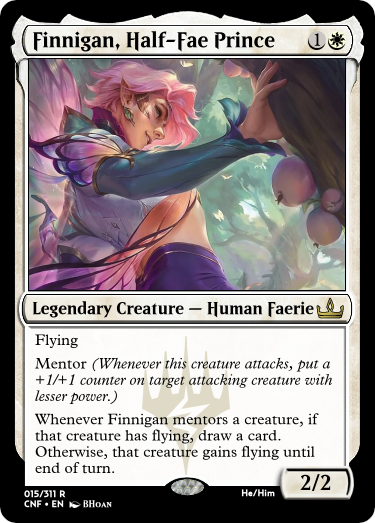 Finnigan, Half-Fae Prince 1
Legendary Creature — Human Faerie
Flying
Mentor (Whenever this creature attacks, put a
+1/+1 counter on target attacking creature with
lesser power.)
Whenever Finnigan mentors a creature, if
that creature has flying, draw a card.
Otherwise, that creature gains flying until
end of turn.
2/2
015/311 R
He/Him
CNF • EN BHOAN